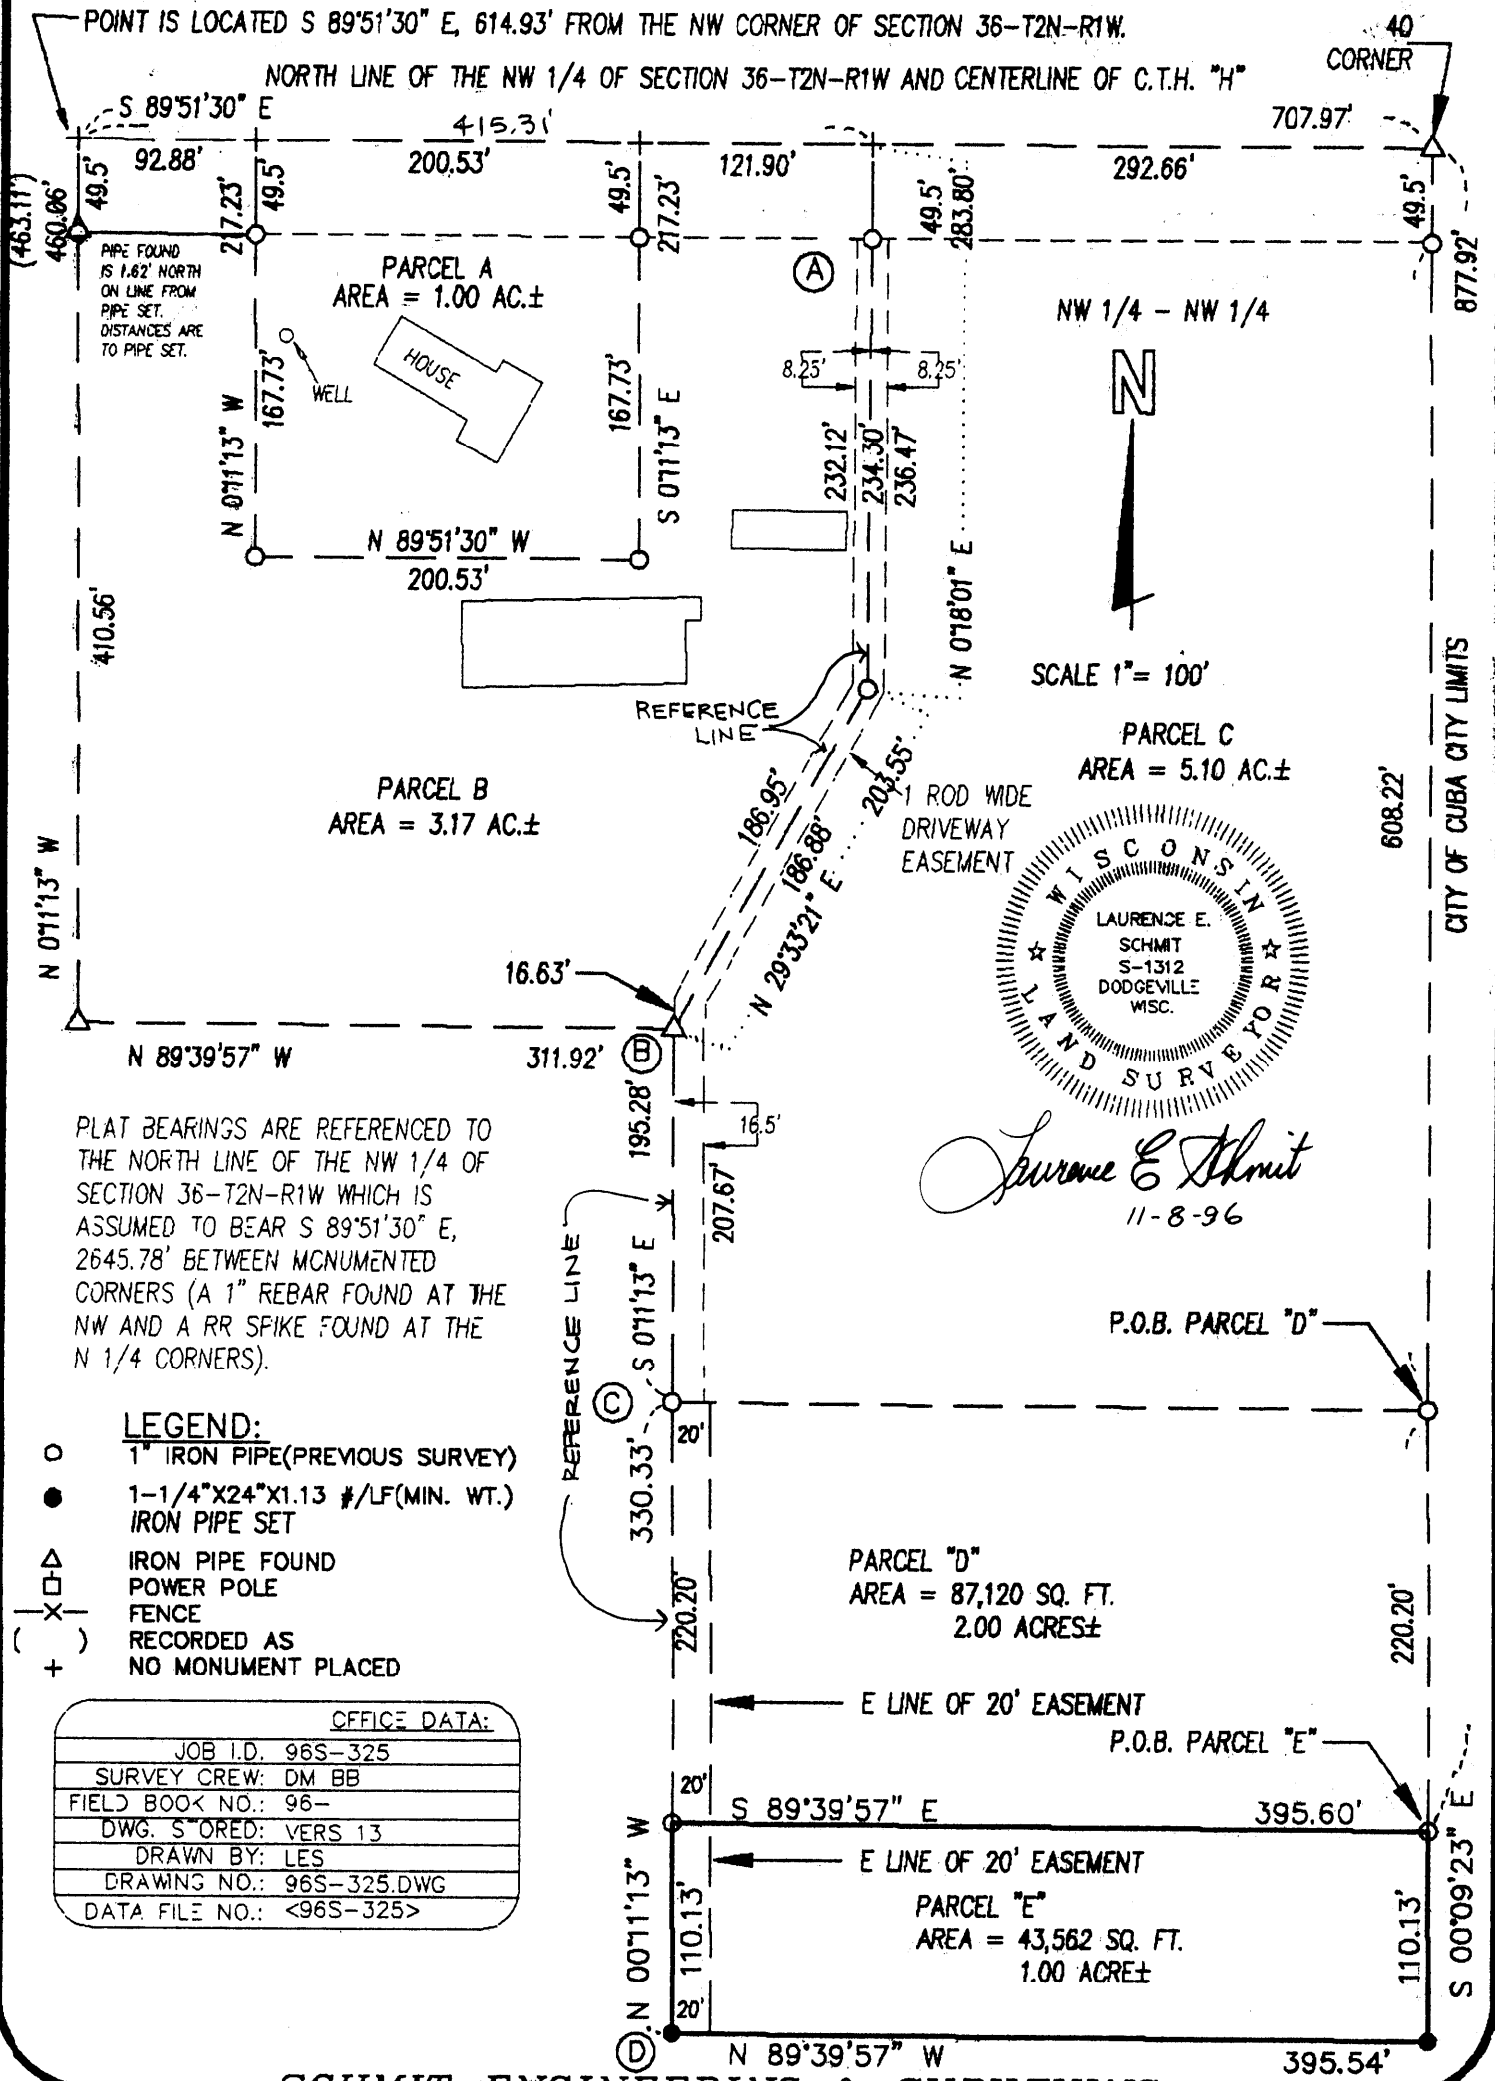 POINT IS LOCATED S 89°51'30" E, 614.93' FROM THE NW CORNER OF SECTION 36-T2N-R1W.
40
CORNER
NORTH LINE OF THE NW 1/4 OF SECTION 36-T2N-R1W AND CENTERLINE OF C.T.H. "H"
S 89°51'30" E
415.31'
707.97'
92.88'
200.53'
121.90'
292.66'
(463.11')
460.06'
49.5'
217.23'
49.5'
49.5'
217.23'
49.5'
283.80'
49.5'
877.92'
PIPE FOUND
IS 1.62' NORTH
ON LINE FROM
PIPE SET.
DISTANCES ARE
TO PIPE SET.
PARCEL A
AREA = 1.00 AC.±
HOUSE
WELL
A
NW 1/4 - NW 1/4
N
8.25'
8.25'
N 0°11'13" W
167.73'
167.73'
S 0°11'13" E
232.12'
234.30'
236.47'
N 89°51'30" W
200.53'
N 0°18'01" E
410.56'
SCALE 1"= 100'
REFERENCE
LINE
PARCEL C
AREA = 5.10 AC.±
PARCEL B
AREA = 3.17 AC.±
186.95'
186.88'
203.55'
N 29°33'21" E
1 ROD WIDE
DRIVEWAY
EASEMENT
608.22'
CITY OF CUBA CITY LIMITS
WISCONSIN
LAURENCE E.
SCHMIT
S-1312
DODGEVILLE
WISC.
LAND SURVEYOR
N 0°11'13" W
16.63'
N 89°39'57" W
311.92'
B
195.28'
16.5'
207.67'
Laurence E Schmit
11-8-96
PLAT BEARINGS ARE REFERENCED TO
THE NORTH LINE OF THE NW 1/4 OF
SECTION 36-T2N-R1W WHICH IS
ASSUMED TO BEAR S 89°51'30" E,
2645.78' BETWEEN MONUMENTED
CORNERS (A 1" REBAR FOUND AT THE
NW AND A RR SPIKE FOUND AT THE
N 1/4 CORNERS).
REFERENCE LINE
S 0°11'13" E
P.O.B. PARCEL "D"
C
20'
330.33'
LEGEND:
1" IRON PIPE(PREVIOUS SURVEY)
1-1/4"X24"X1.13 #/LF(MIN. WT.)
IRON PIPE SET
IRON PIPE FOUND
POWER POLE
—X— FENCE
( ) RECORDED AS
+ NO MONUMENT PLACED
PARCEL "D"
AREA = 87,120 SQ. FT.
2.00 ACRES±
220.20'
220.20'
E LINE OF 20' EASEMENT
P.O.B. PARCEL "E"
OFFICE DATA:
JOB I.D. 96S-325
SURVEY CREW: DM BB
FIELD BOOK NO.: 96-
DWG. STORED: VERS 13
DRAWN BY: LES
DRAWING NO.: 96S-325.DWG
DATA FILE NO.: <96S-325>
20'
S 89°39'57" E
395.60'
E LINE OF 20' EASEMENT
PARCEL "E"
AREA = 43,562 SQ. FT.
1.00 ACRE±
N 00°11'13" W
110.13'
110.13'
S 00°09'23" E
20'
D
N 89°39'57" W
395.54'